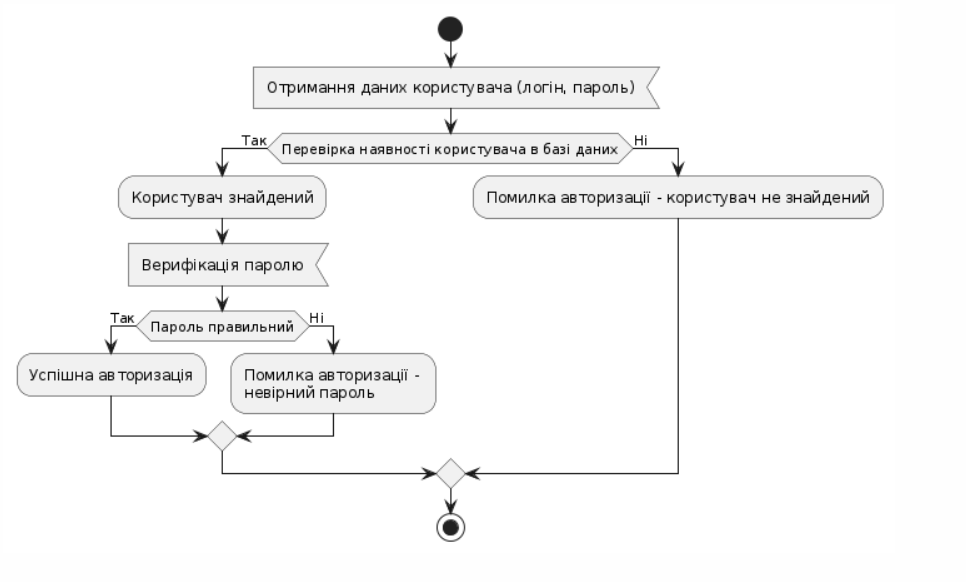 Отримання даних користувача (логін, пароль)
Так
Перевірка наявності користувача в базі даних
Ні
Користувач знайдений
Помилка авторизації - користувач не знайдений
Верифікація паролю
Так
Пароль правильний
Ні
Успішна авторизація
Помилка авторизації -
невірний пароль